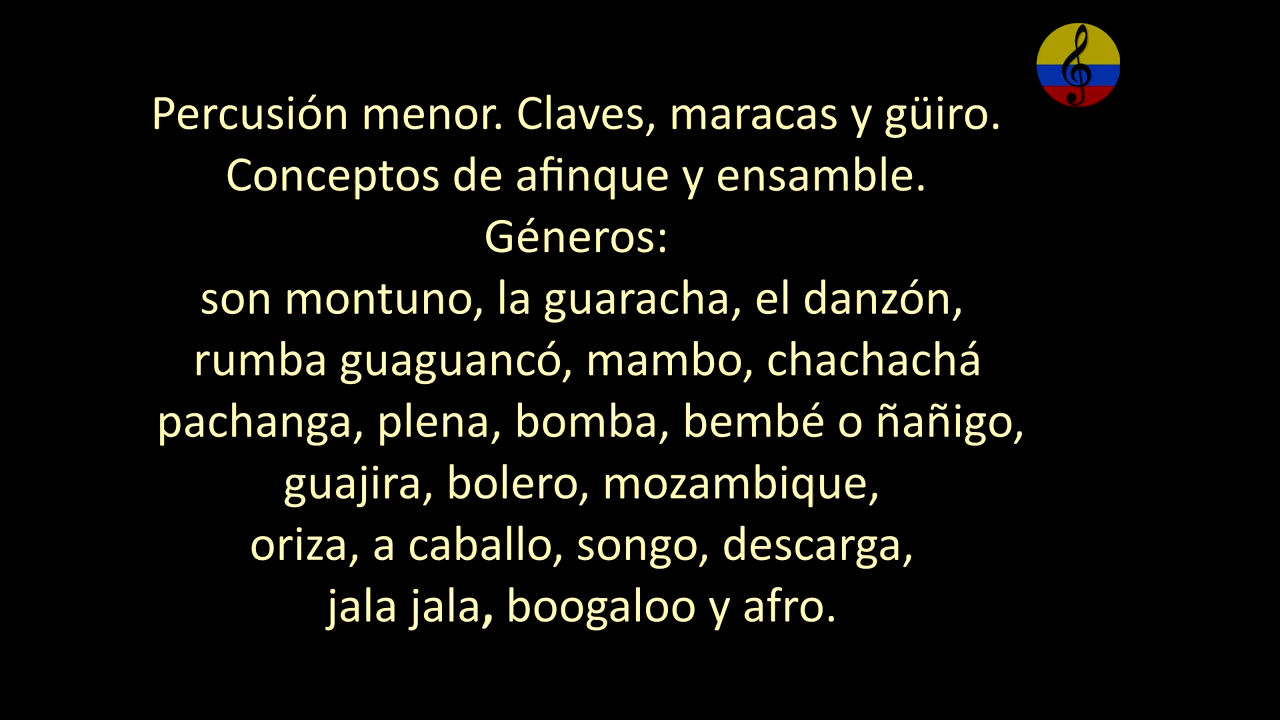 Percusión menor. Claves, maracas y güiro.
Conceptos de afinque y ensamble.
Géneros:
son montuno, la guaracha, el danzón,
rumba guaguancó, mambo, chachachá
pachanga, plena, bomba, bembé o ñañigo,
guajira, bolero, mozambique,
oriza, a caballo, songo, descarga,
jala jala, boogaloo y afro.